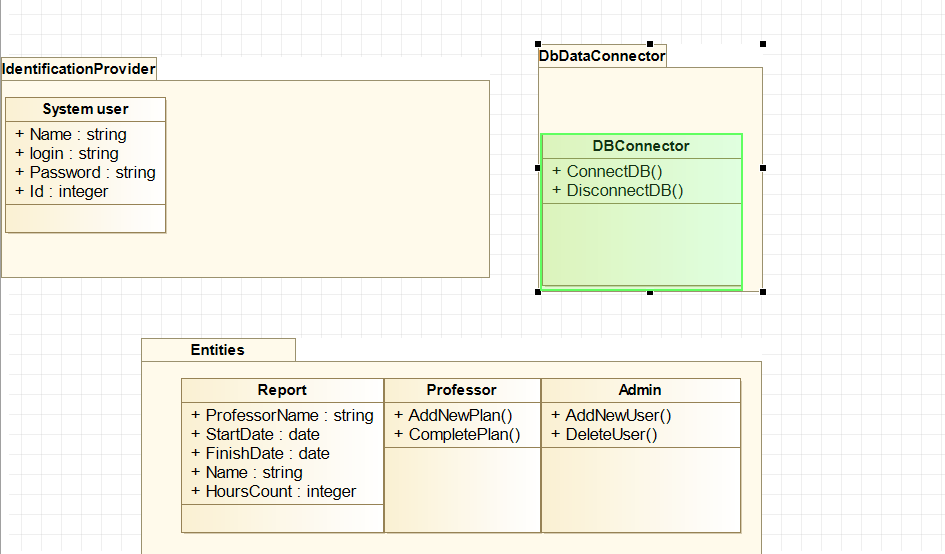 IdentificationProvider
System user
+ Name : string
+ login : string
+ Password : string
+ Id : integer
DbDataConnector
DBConnector
+ ConnectDB()
+ DisconnectDB()
Entities
Report
+ ProfessorName : string
+ StartDate : date
+ FinishDate : date
+ Name : string
+ HoursCount : integer
Professor
+ AddNewPlan()
+ CompletePlan()
Admin
+ AddNewUser()
+ DeleteUser()